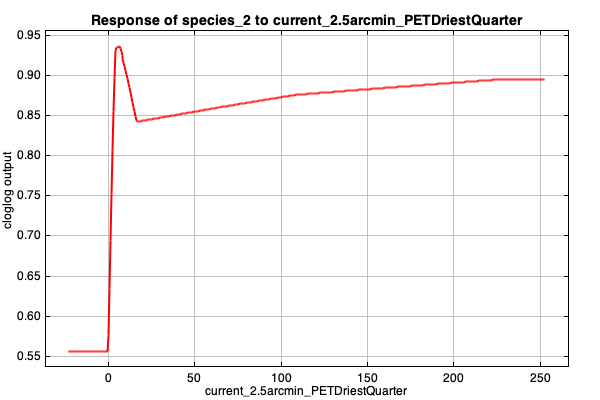 Response of species_2 to current_2.5arcmin_PETDriestQuarter
cloglog output
0.95
0.90
0.85
0.80
0.75
0.70
0.65
0.60
0.55
0 50 100 150 200 250
current_2.5arcmin_PETDriestQuarter